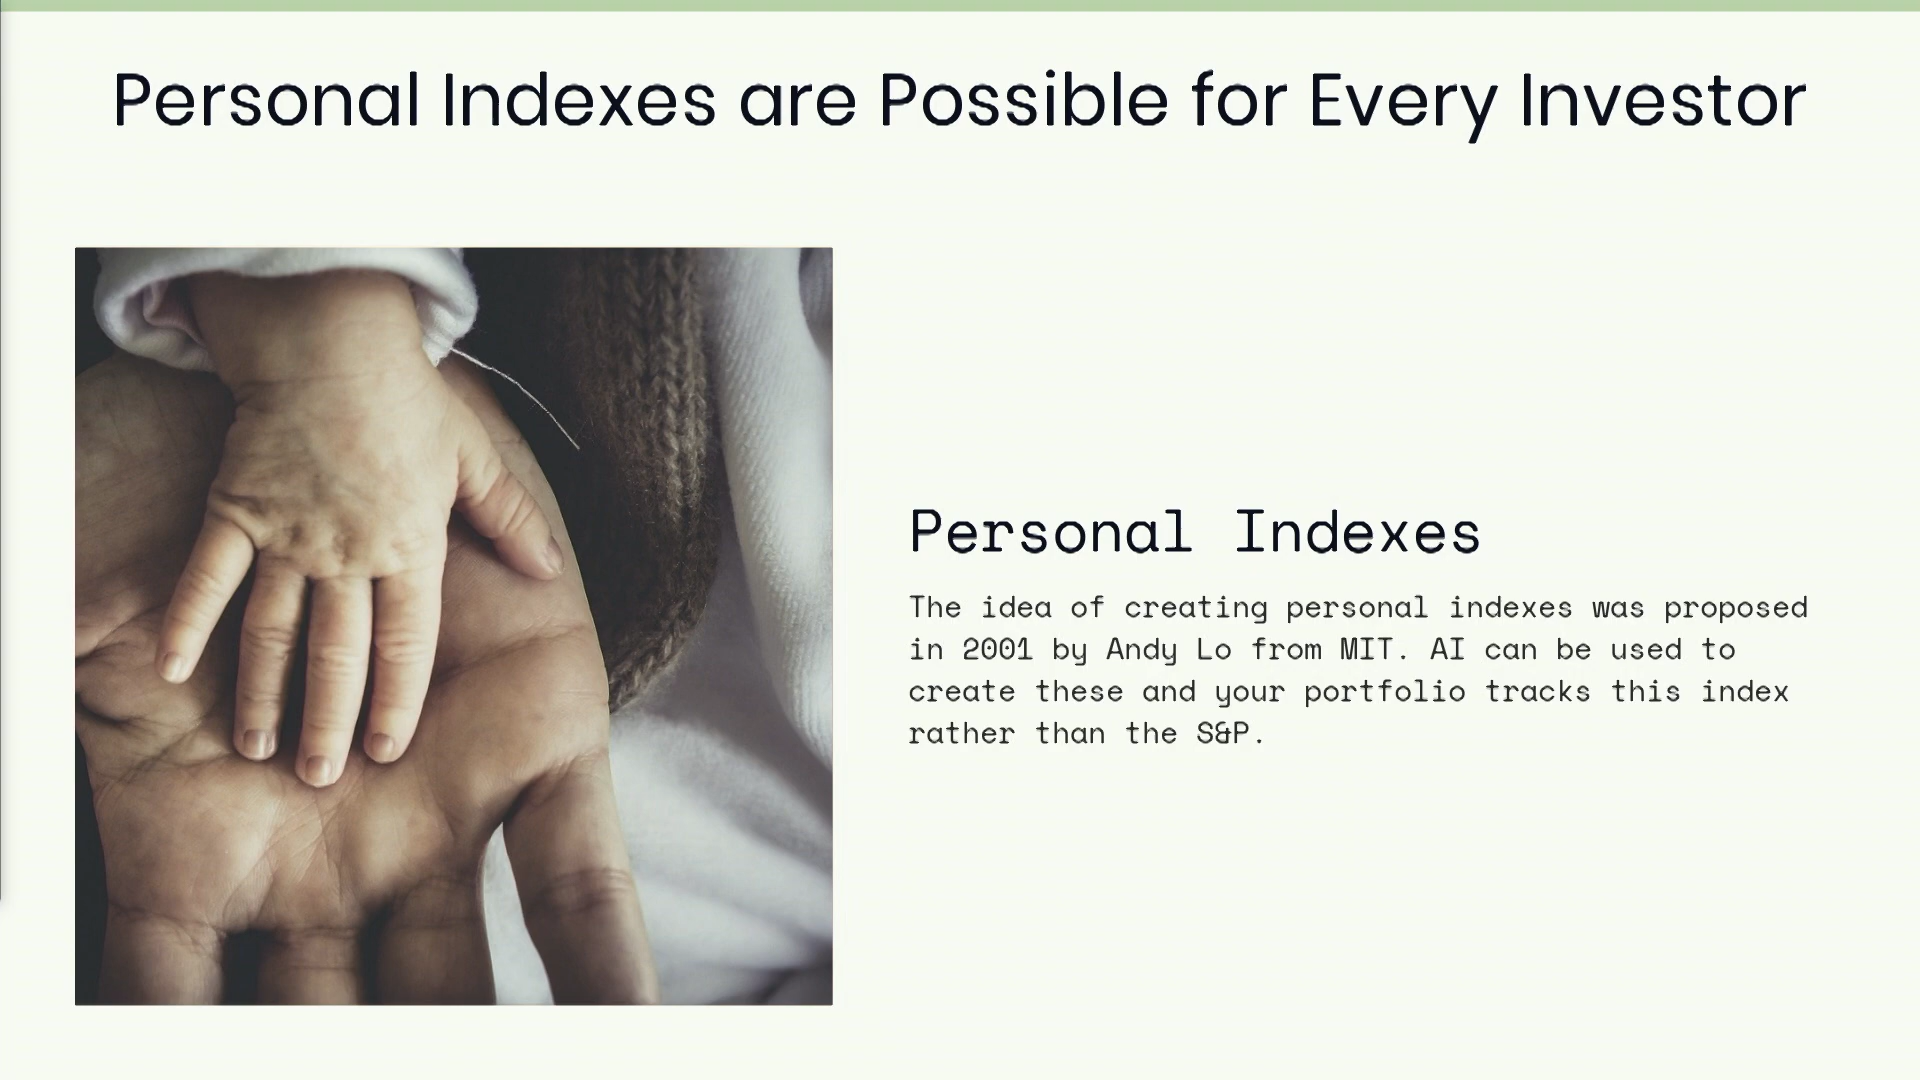 Personal Indexes are Possible for Every Investor
Personal Indexes
The idea of creating personal indexes was proposed
in 2001 by Andy Lo from MIT. AI can be used to
create these and your portfolio tracks this index
rather than the S&P.